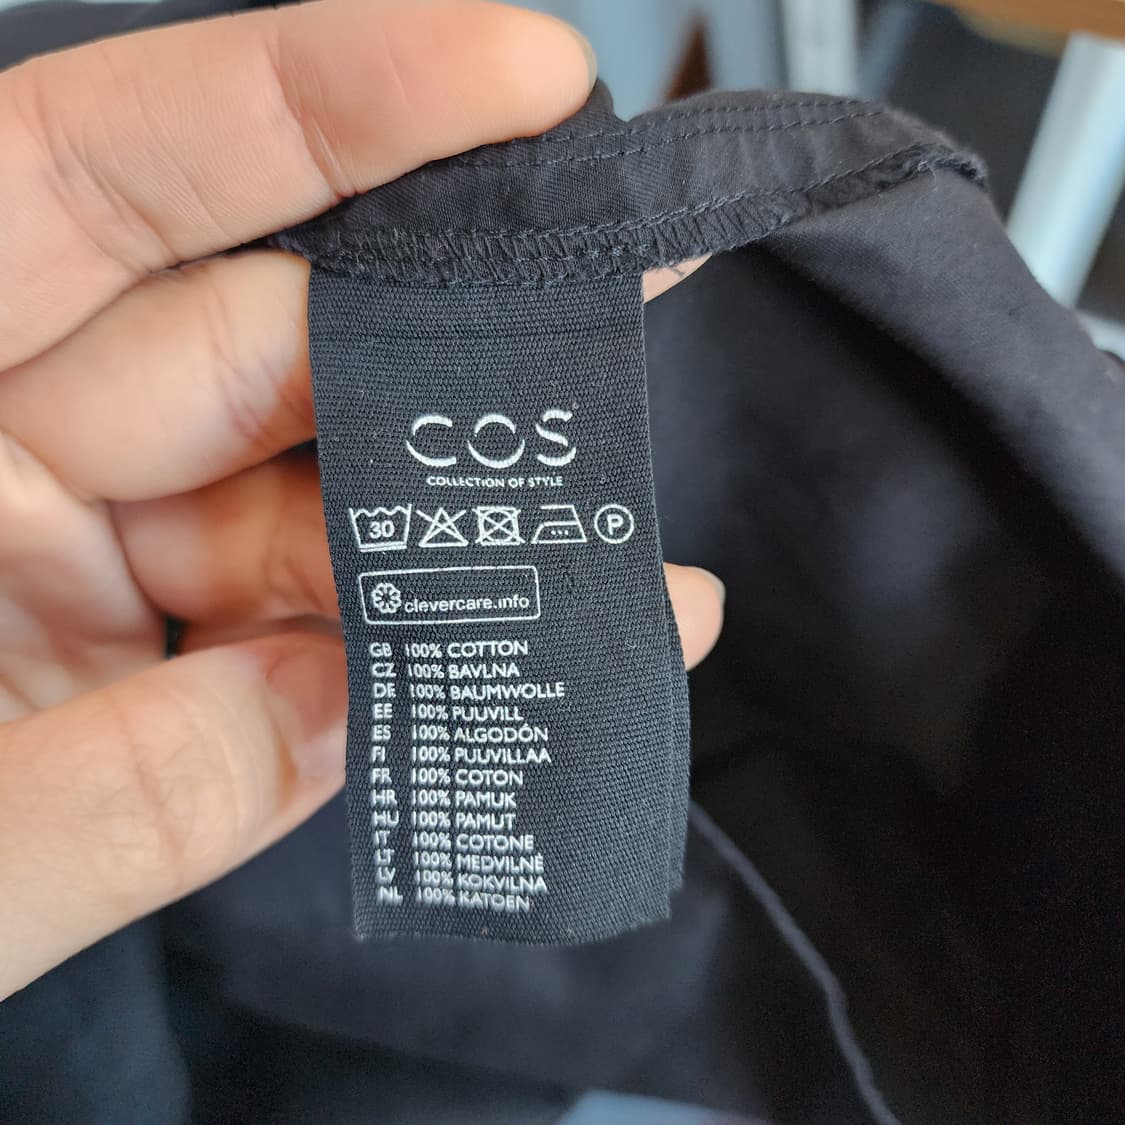 COS
COLLECTION OF STYLE
30 P
clevercare.info
GB 100% COTTON
CZ 100% BAVLNA
DE 100% BAUMWOLLE
EE 100% PUUVILL
ES 100% ALGODÓN
FI 100% PUUVILLAA
FR 100% COTON
HR 100% PAMUK
HU 100% PAMUT
IT 100% COTONE
LT 100% MEDVILNĖ
LV 100% KOKVILNA
NL 100% KATOEN